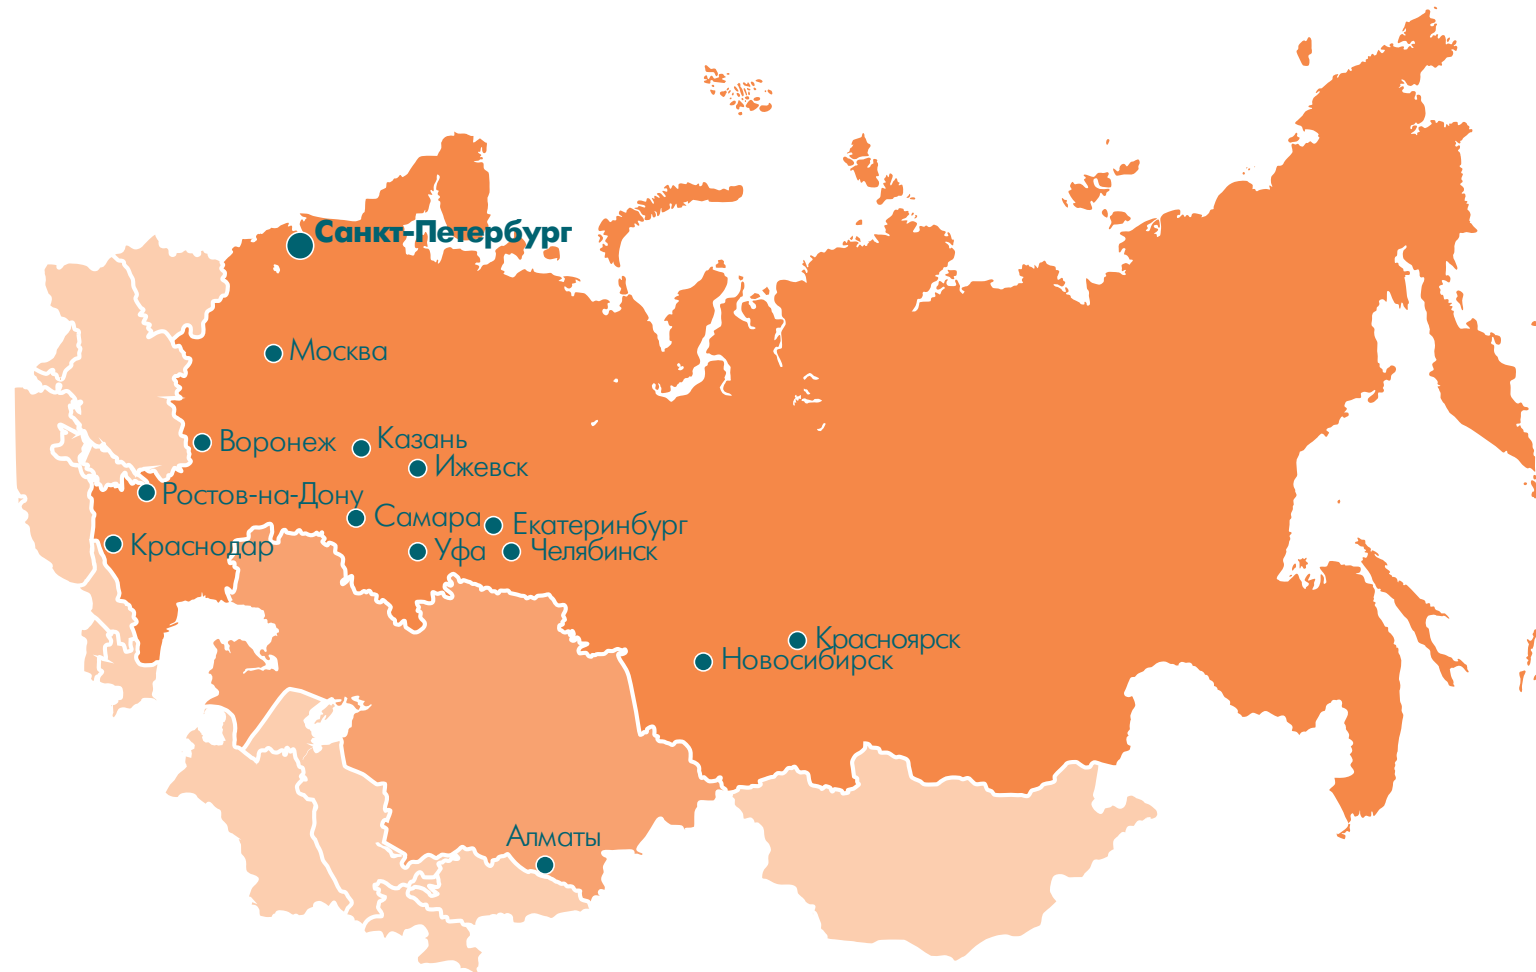 Санкт-Петербург
Москва
Воронеж
Казань
Ижевск
Ростов-на-Дону
Самара
Екатеринбург
Краснодар
Уфа
Челябинск
Красноярск
Новосибирск
Алматы